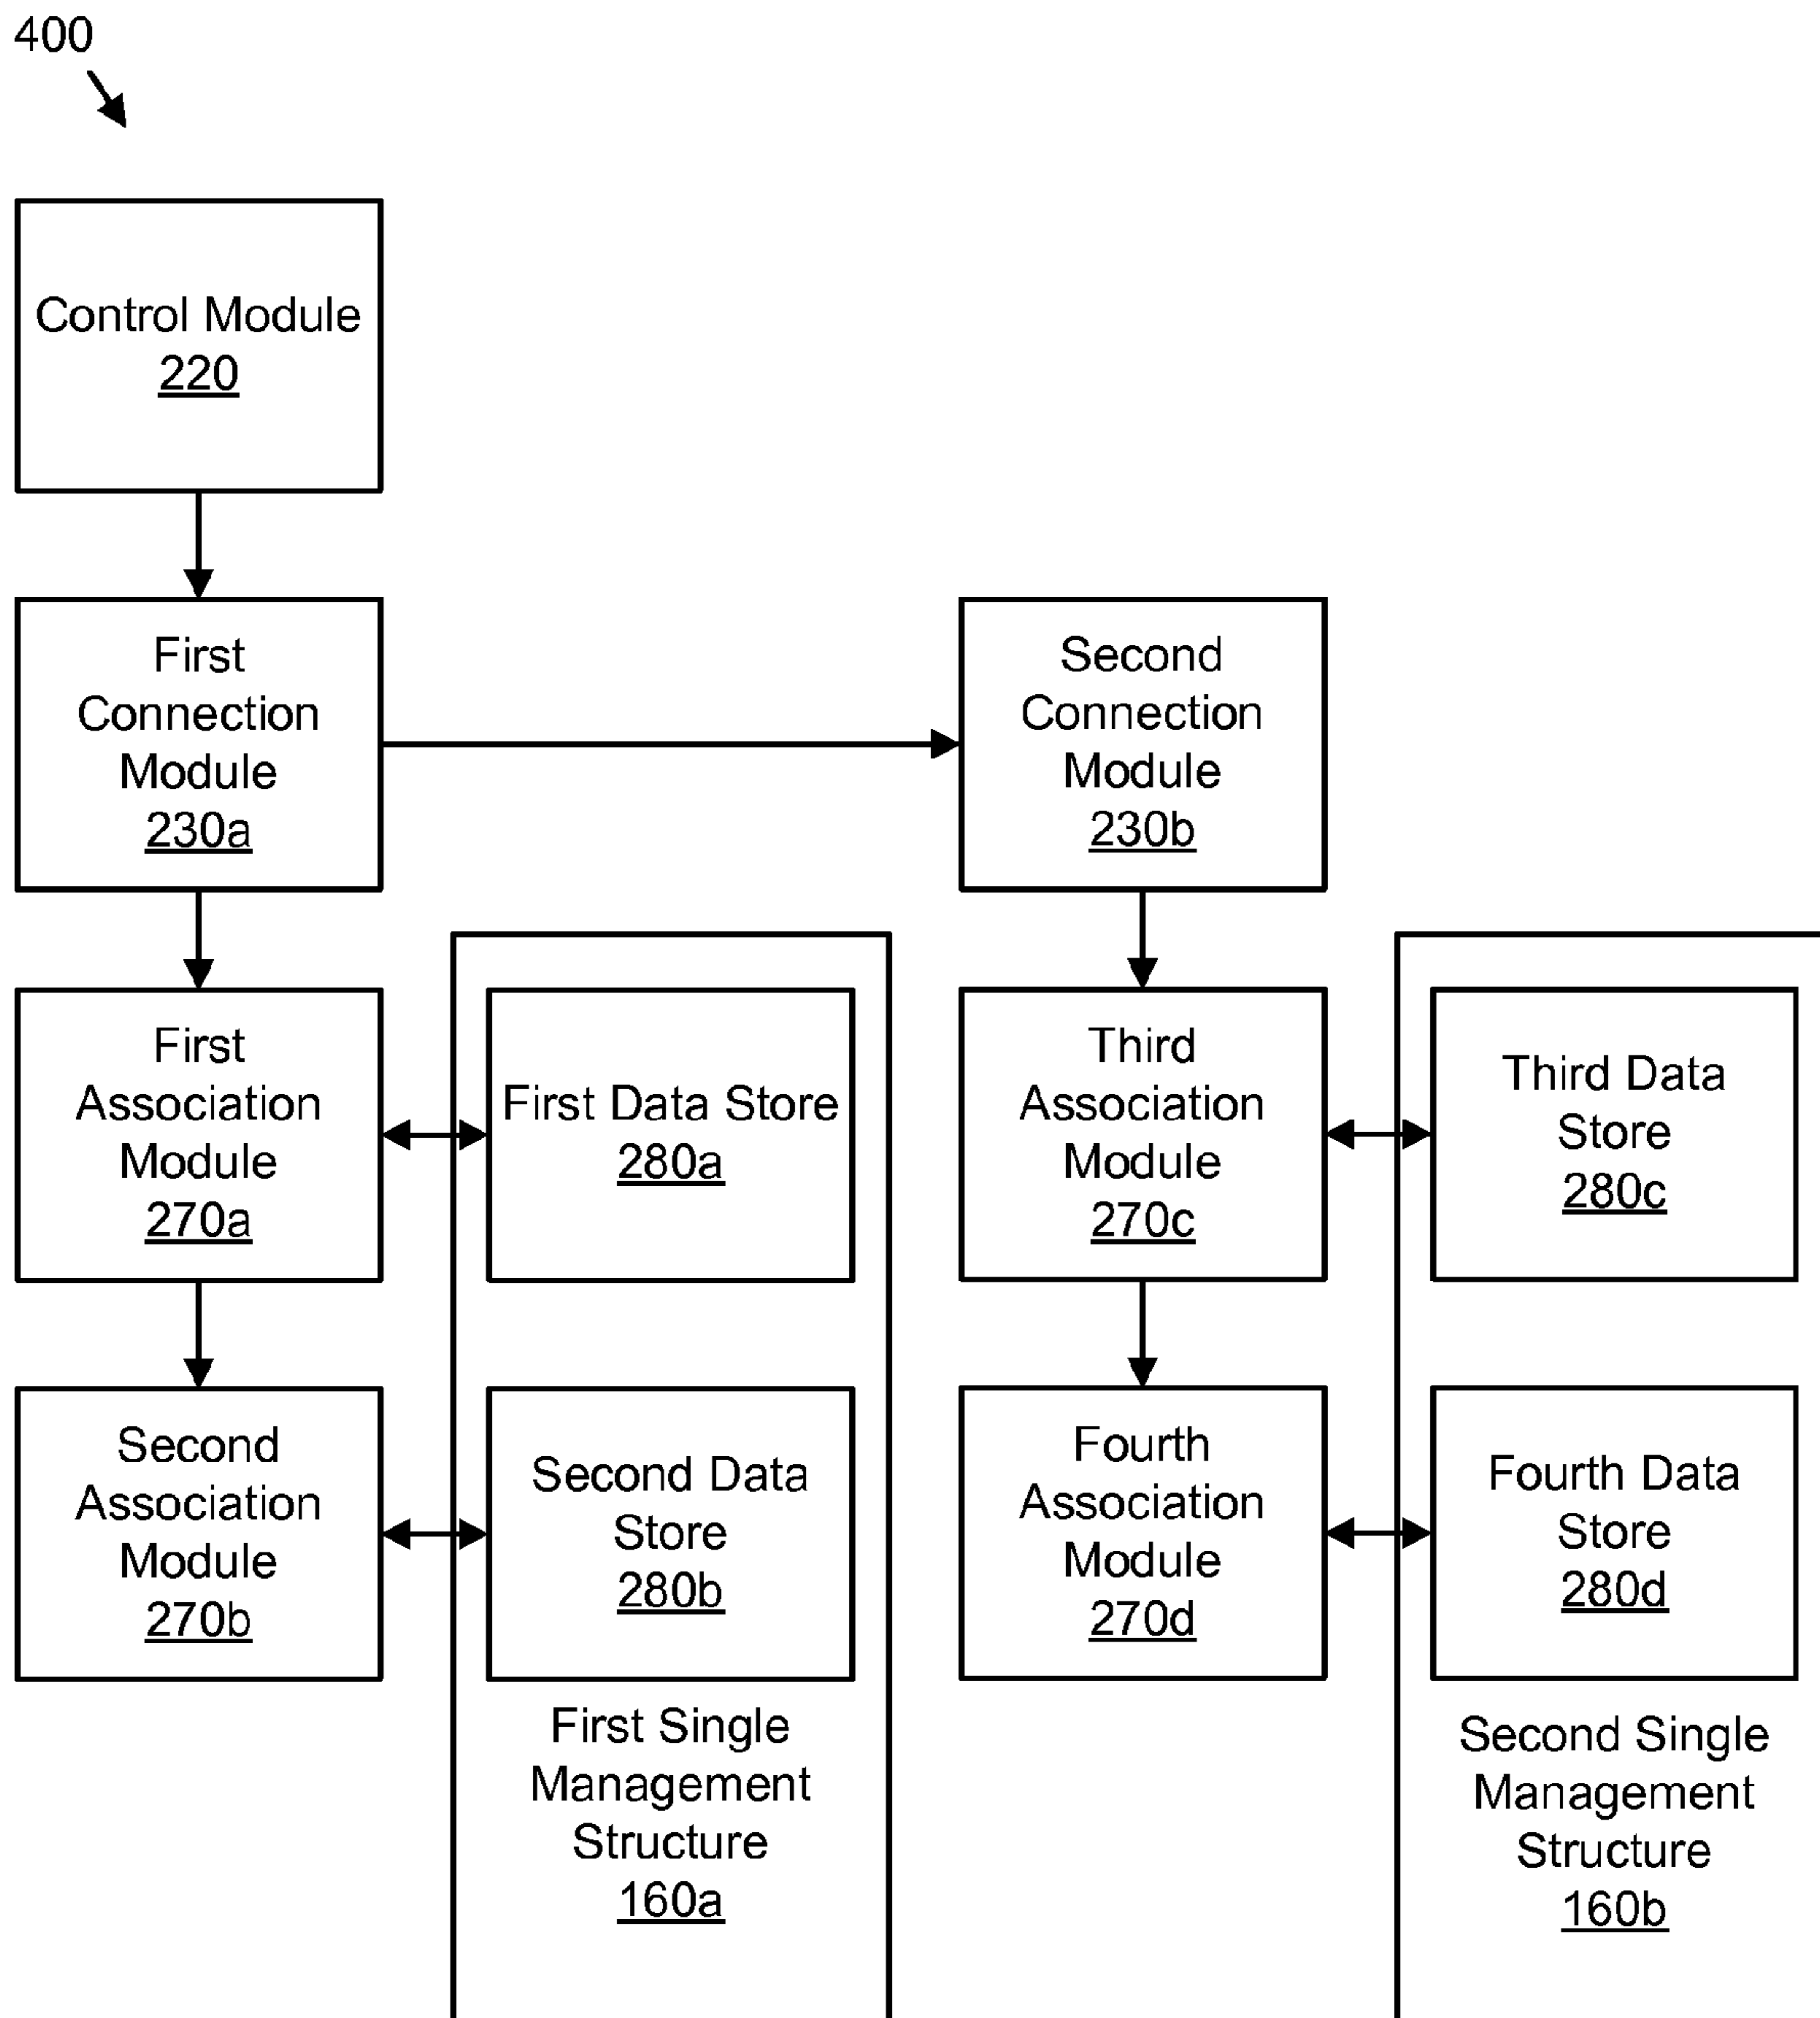 400
Control Module
220
First
Connection
Module
230a
Second
Connection
Module
230b
First
Association
Module
270a
First Data Store
280a
Third
Association
Module
270c
Third Data
Store
280c
Second
Association
Module
270b
Second Data
Store
280b
Fourth
Association
Module
270d
Fourth Data
Store
280d
First Single
Management
Structure
160a
Second Single
Management
Structure
160b